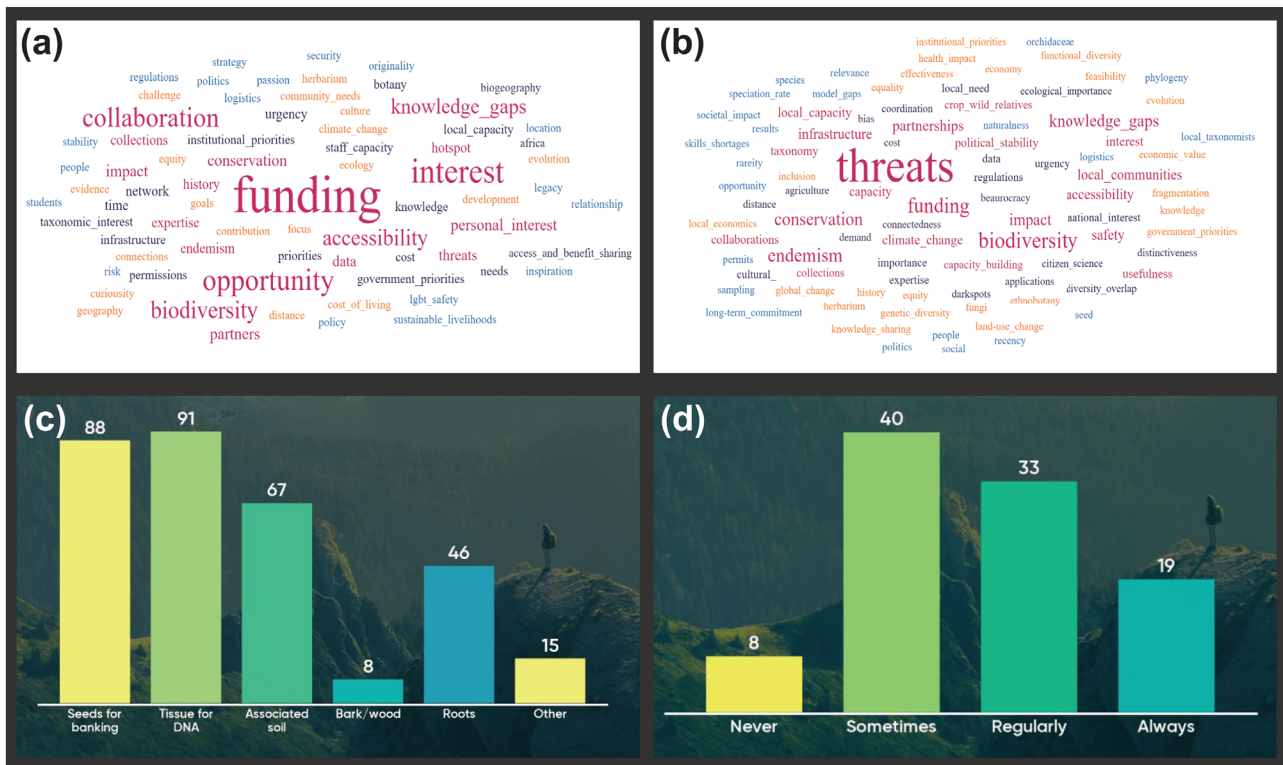 (a)
security
strategy
originality
regulations politics passion herbarium botany
biogeography
challenge logistics community_needs
urgency culture knowledge_gaps
collaboration
climate_change local_capacity location
stability collections institutional_priorities staff_capacity hotspot africa
people equity conservation ecology interest evolution
impact
evidence network history funding legacy
students time goals knowledge development relationship
taxonomic_interest expertise contribution focus personal_interest
infrastructure accessibility
connections endemism priorities data cost threats access_and_benefit_sharing
risk permissions opportunity government_priorities needs inspiration
curiousity biodiversity cost_of_living lgbt_safety
geography distance policy sustainable_livelihoods
partners
(b)
institutional_priorities orchidaceae
health_impact functional_diversity
species relevance effectiveness economy feasibility phylogeny
speciation_rate model_gaps equality local_need ecological_importance evolution
societal_impact local_capacity coordination crop_wild_relatives
results bias partnerships naturalness knowledge_gaps
skills_shortages infrastructure cost political_stability interest local_taxonomists
rareity taxonomy threats data urgency logistics economic_value
opportunity inclusion regulations local_communities
agriculture capacity beaurocracy accessibility fragmentation
distance funding knowledge
local_economics conservation connectedness impact national_interest government_priorities
collaborations demand climate_change biodiversity safety distinctiveness
permits endemism importance capacity_building citizen_science usefulness
cultural_ collections expertise applications
sampling global_change history equity darkspots ethnobotany diversity_overlap
long-term_commitment herbarium genetic_diversity fungi seed
knowledge_sharing people land-use_change
politics social recency
(c)
88
91
67
8
46
15
Seeds for
banking
Tissue for
DNA
Associated
soil
Bark/wood
Roots
Other
(d)
8
40
33
19
Never
Sometimes
Regularly
Always